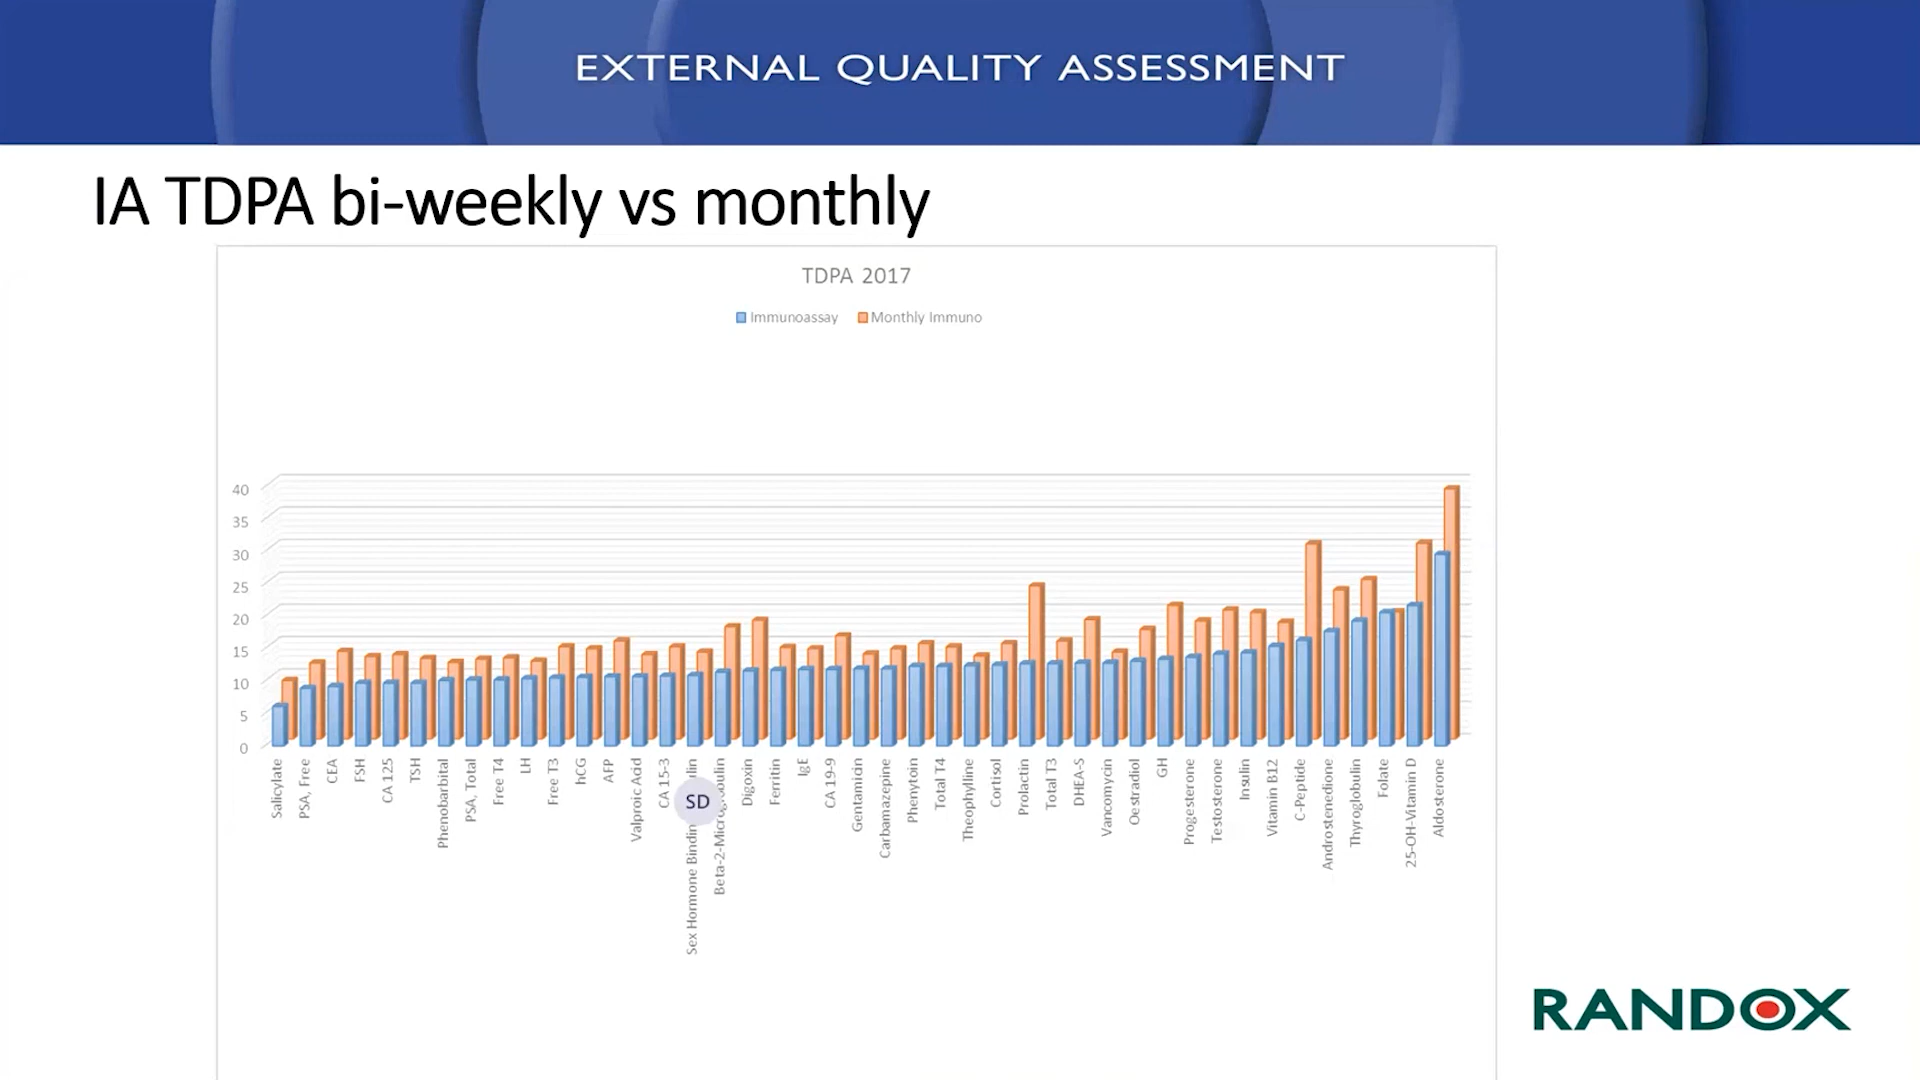 EXTERNAL QUALITY ASSESSMENT
IA TDPA bi-weekly vs monthly
TDPA 2017
Immunoassay Monthly Immuno
40
35
30
25
20
15
10
5
0
Salicylate
PSA, Free
CEA
FSH
CA 125
TSH
Phenobarbital
PSA, Total
Free T4
LH
Free T3
hCG
AFP
Valproic Acid
CA 15-3
Sex Hormone
SD
Digoxin
Ferritin
IgE
CA 19-9
Gentamicin
Carbamazepine
Phenytoin
Total T4
Theophylline
Cortisol
Prolactin
Total T3
DHEA-S
Vancomycin
Oestradiol
GH
Progesterone
Testosterone
Insulin
Vitamin B12
C-Peptide
Androstenedione
Thyroglobulin
Folate
25-OH-Vitamin D
Aldosterone
RANDOX